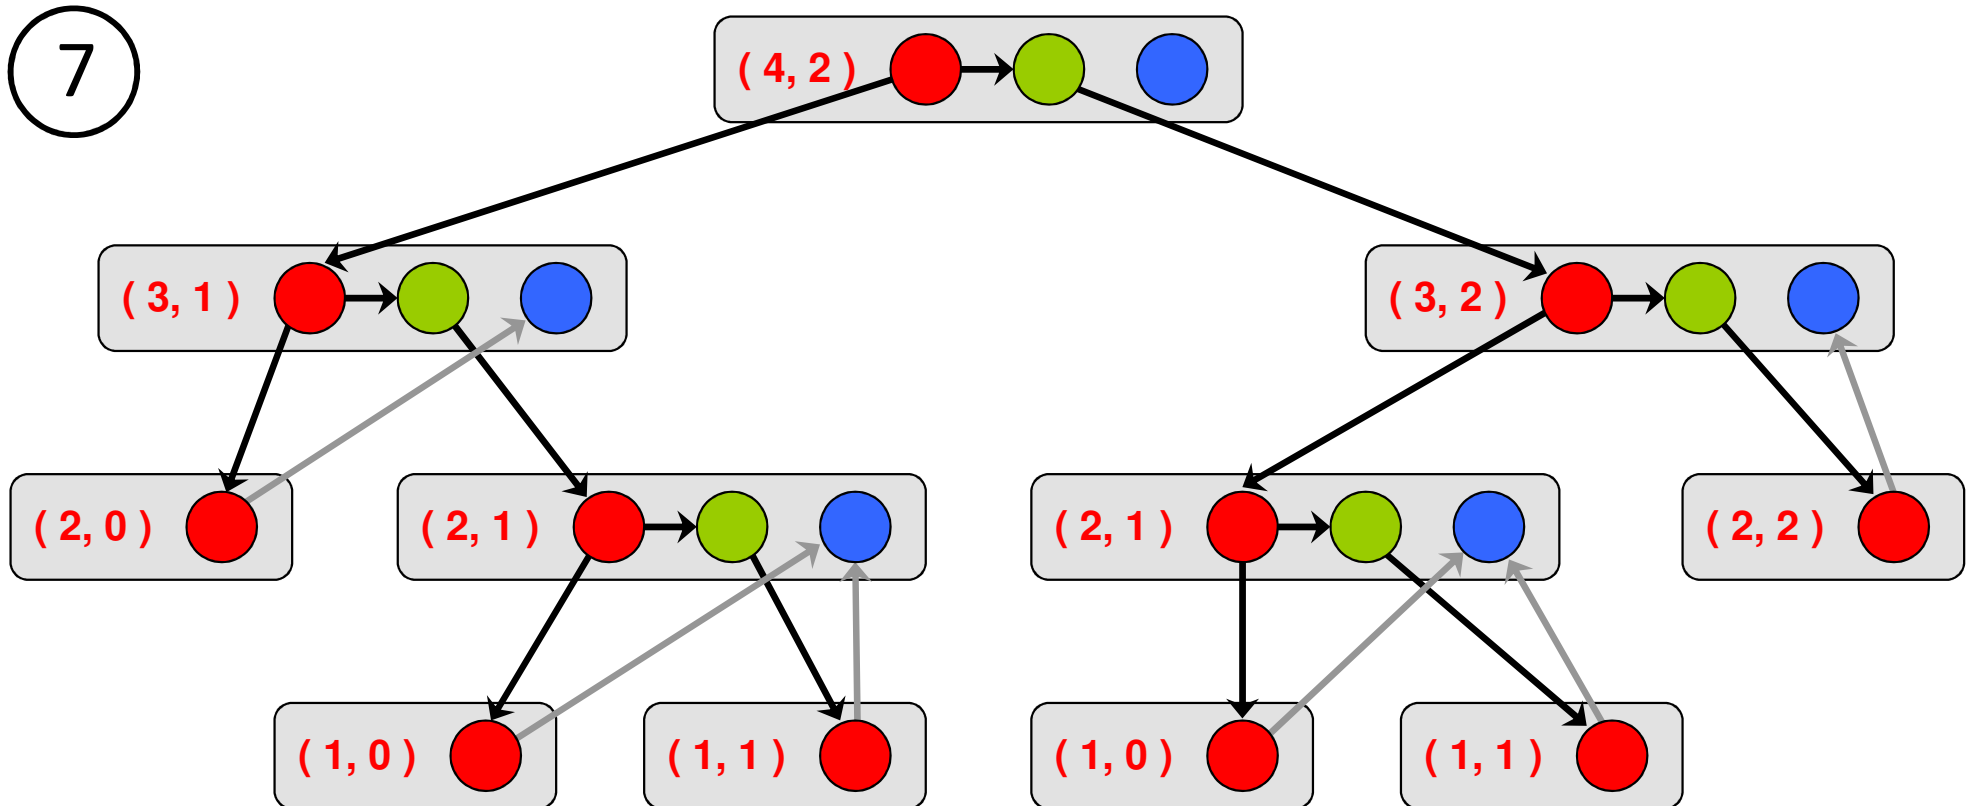 7
( 4, 2 )
( 3, 1 )
( 3, 2 )
( 2, 0 )
( 2, 1 )
( 2, 1 )
( 2, 2 )
( 1, 0 )
( 1, 1 )
( 1, 0 )
( 1, 1 )